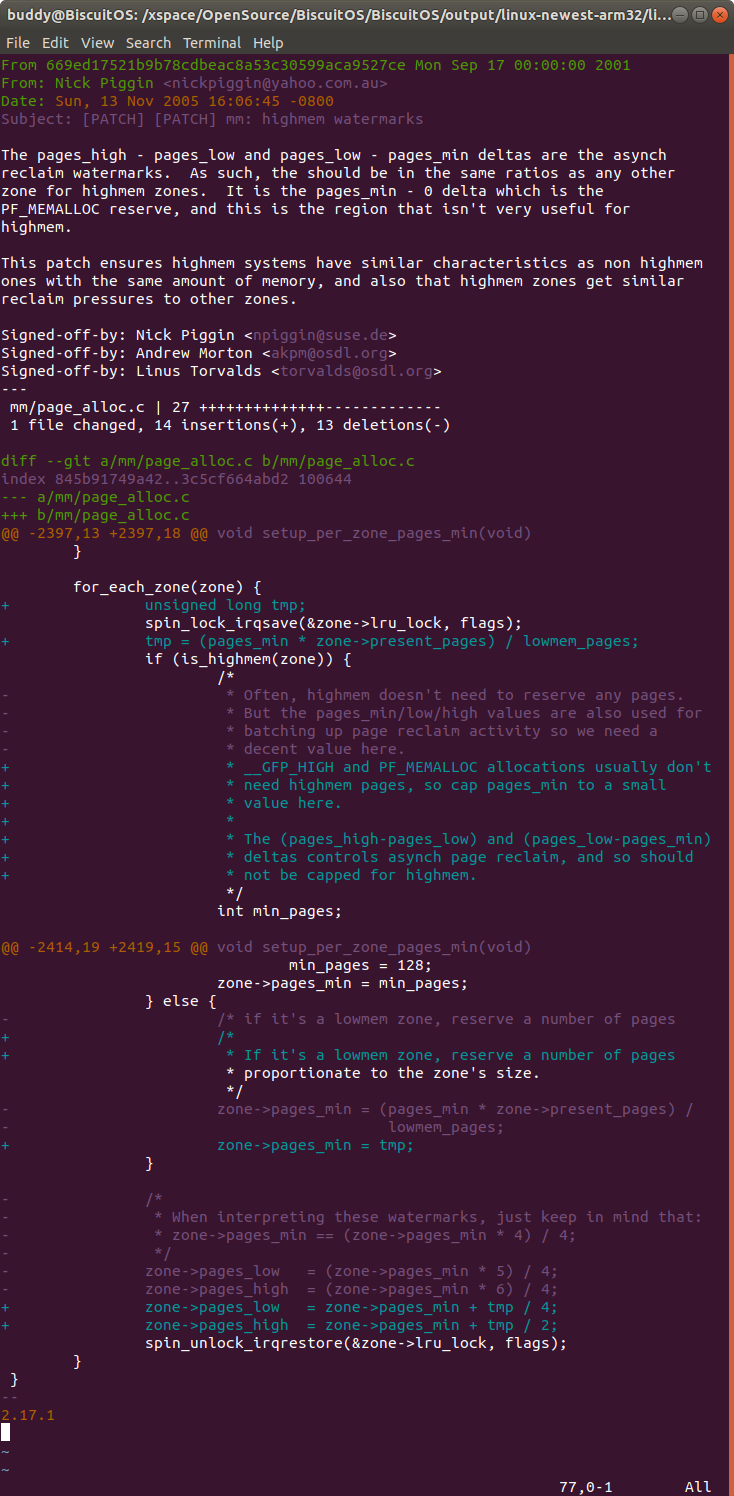 buddy@BiscuitOS: /xspace/OpenSource/BiscuitOS/BiscuitOS/output/linux-newest-arm32/li...
File Edit View Search Terminal Help
From 669ed17521b9b78cdbeac8a53c30599aca9527ce Mon Sep 17 00:00:00 2001
From: Nick Piggin <nickpiggin@yahoo.com.au>
Date: Sun, 13 Nov 2005 16:06:45 -0800
Subject: [PATCH] [PATCH] mm: highmem watermarks

The pages_high - pages_low and pages_low - pages_min deltas are the asynch
reclaim watermarks.  As such, the should be in the same ratios as any other
zone for highmem zones.  It is the pages_min - 0 delta which is the
PF_MEMALLOC reserve, and this is the region that isn't very useful for
highmem.

This patch ensures highmem systems have similar characteristics as non highmem
ones with the same amount of memory, and also that highmem zones get similar
reclaim pressures to other zones.

Signed-off-by: Nick Piggin <npiggin@suse.de>
Signed-off-by: Andrew Morton <akpm@osdl.org>
Signed-off-by: Linus Torvalds <torvalds@osdl.org>
---
 mm/page_alloc.c | 27 ++++++++++++++-------------
 1 file changed, 14 insertions(+), 13 deletions(-)

diff --git a/mm/page_alloc.c b/mm/page_alloc.c
index 845b91749a42..3c5cf664abd2 100644
--- a/mm/page_alloc.c
+++ b/mm/page_alloc.c
@@ -2397,13 +2397,18 @@ void setup_per_zone_pages_min(void)
        }

        for_each_zone(zone) {
+               unsigned long tmp;
                spin_lock_irqsave(&zone->lru_lock, flags);
+               tmp = (pages_min * zone->present_pages) / lowmem_pages;
                if (is_highmem(zone)) {
                        /*
-                        * Often, highmem doesn't need to reserve any pages.
-                        * But the pages_min/low/high values are also used for
-                        * batching up page reclaim activity so we need a
-                        * decent value here.
+                        * __GFP_HIGH and PF_MEMALLOC allocations usually don't
+                        * need highmem pages, so cap pages_min to a small
+                        * value here.
+                        *
+                        * The (pages_high-pages_low) and (pages_low-pages_min)
+                        * deltas controls asynch page reclaim, and so should
+                        * not be capped for highmem.
                         */
                        int min_pages;

@@ -2414,19 +2419,15 @@ void setup_per_zone_pages_min(void)
                                min_pages = 128;
                        zone->pages_min = min_pages;
                } else {
-                       /* if it's a lowmem zone, reserve a number of pages
+                       /*
+                        * If it's a lowmem zone, reserve a number of pages
                         * proportionate to the zone's size.
                         */
-                       zone->pages_min = (pages_min * zone->present_pages) /
-                                          lowmem_pages;
+                       zone->pages_min = tmp;
                }

-               /*
-                * When interpreting these watermarks, just keep in mind that:
-                * zone->pages_min == (zone->pages_min * 4) / 4;
-                */
-               zone->pages_low   = (zone->pages_min * 5) / 4;
-               zone->pages_high  = (zone->pages_min * 6) / 4;
+               zone->pages_low   = zone->pages_min + tmp / 4;
+               zone->pages_high  = zone->pages_min + tmp / 2;
                spin_unlock_irqrestore(&zone->lru_lock, flags);
        }
 }
--
2.17.1

~
~
77,0-1        All